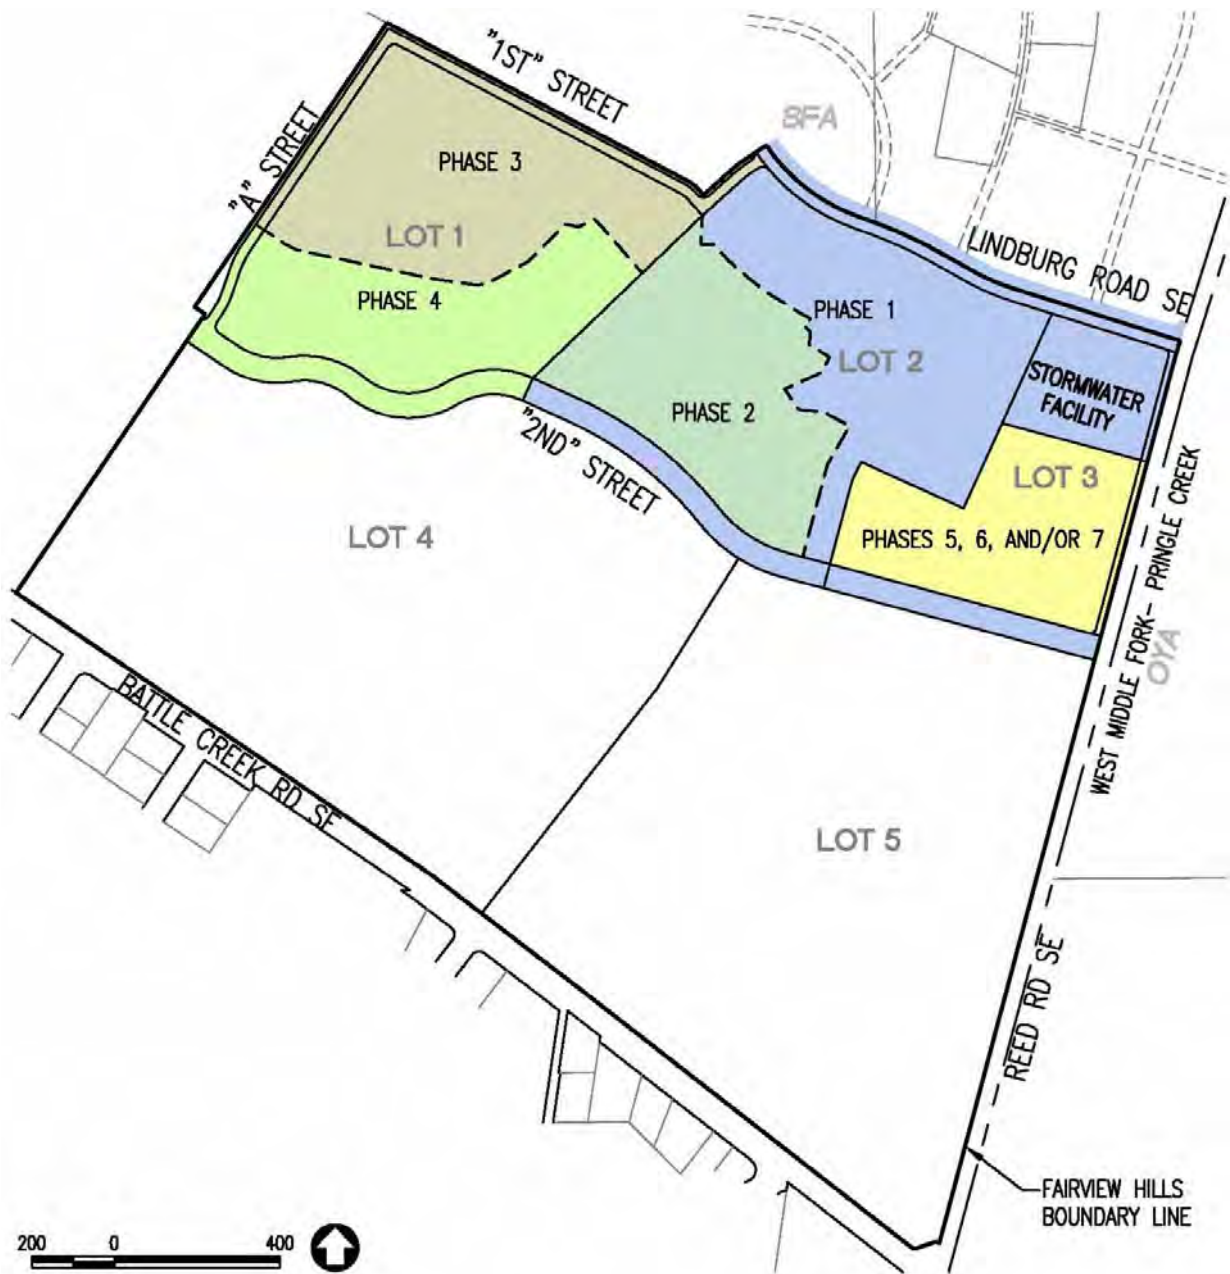 "1ST" STREET
SFA
PHASE 3
"A" STREET
LOT 1
LINDBURG ROAD SE
PHASE 4
PHASE 1
LOT 2
STORMWATER
FACILITY
PHASE 2
"2ND" STREET
LOT 3
LOT 4
PHASES 5, 6, AND/OR 7
WEST MIDDLE FORK- PRINGLE CREEK
OYA
BATTLE CREEK RD SE
LOT 5
REED RD SE
FAIRVIEW HILLS
BOUNDARY LINE
200 0 400